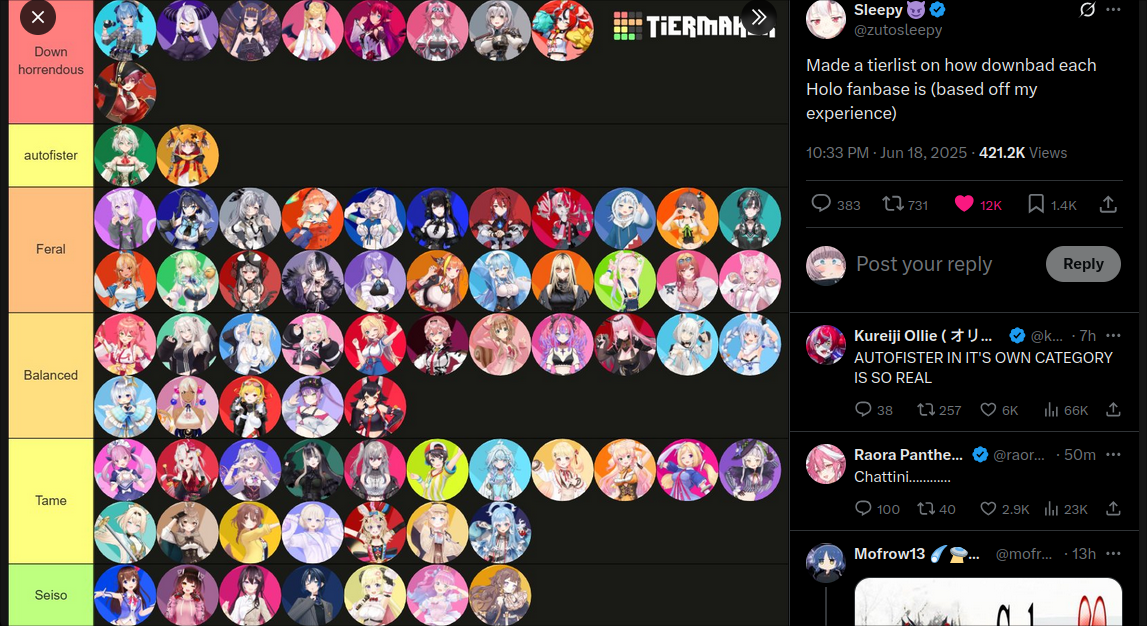 Down
horrendous
autofister
Feral
Balanced
Tame
Seiso
Sleepy
@zutosleepy
Made a tierlist on how downbad each
Holo fanbase is (based off my
experience)
10:33 PM · Jun 18, 2025 · 421.2K Views
383 731 12K 1.4K
Post your reply
Reply
Kureiji Ollie ( オリ... @k... · 7h
AUTOFISTER IN IT'S OWN CATEGORY
IS SO REAL
38 257 6K 66K
Raora Panthe... @raor... · 50m
Chattini............
100 40 2.9K 23K
Mofrow13 ... @mofr... · 13h